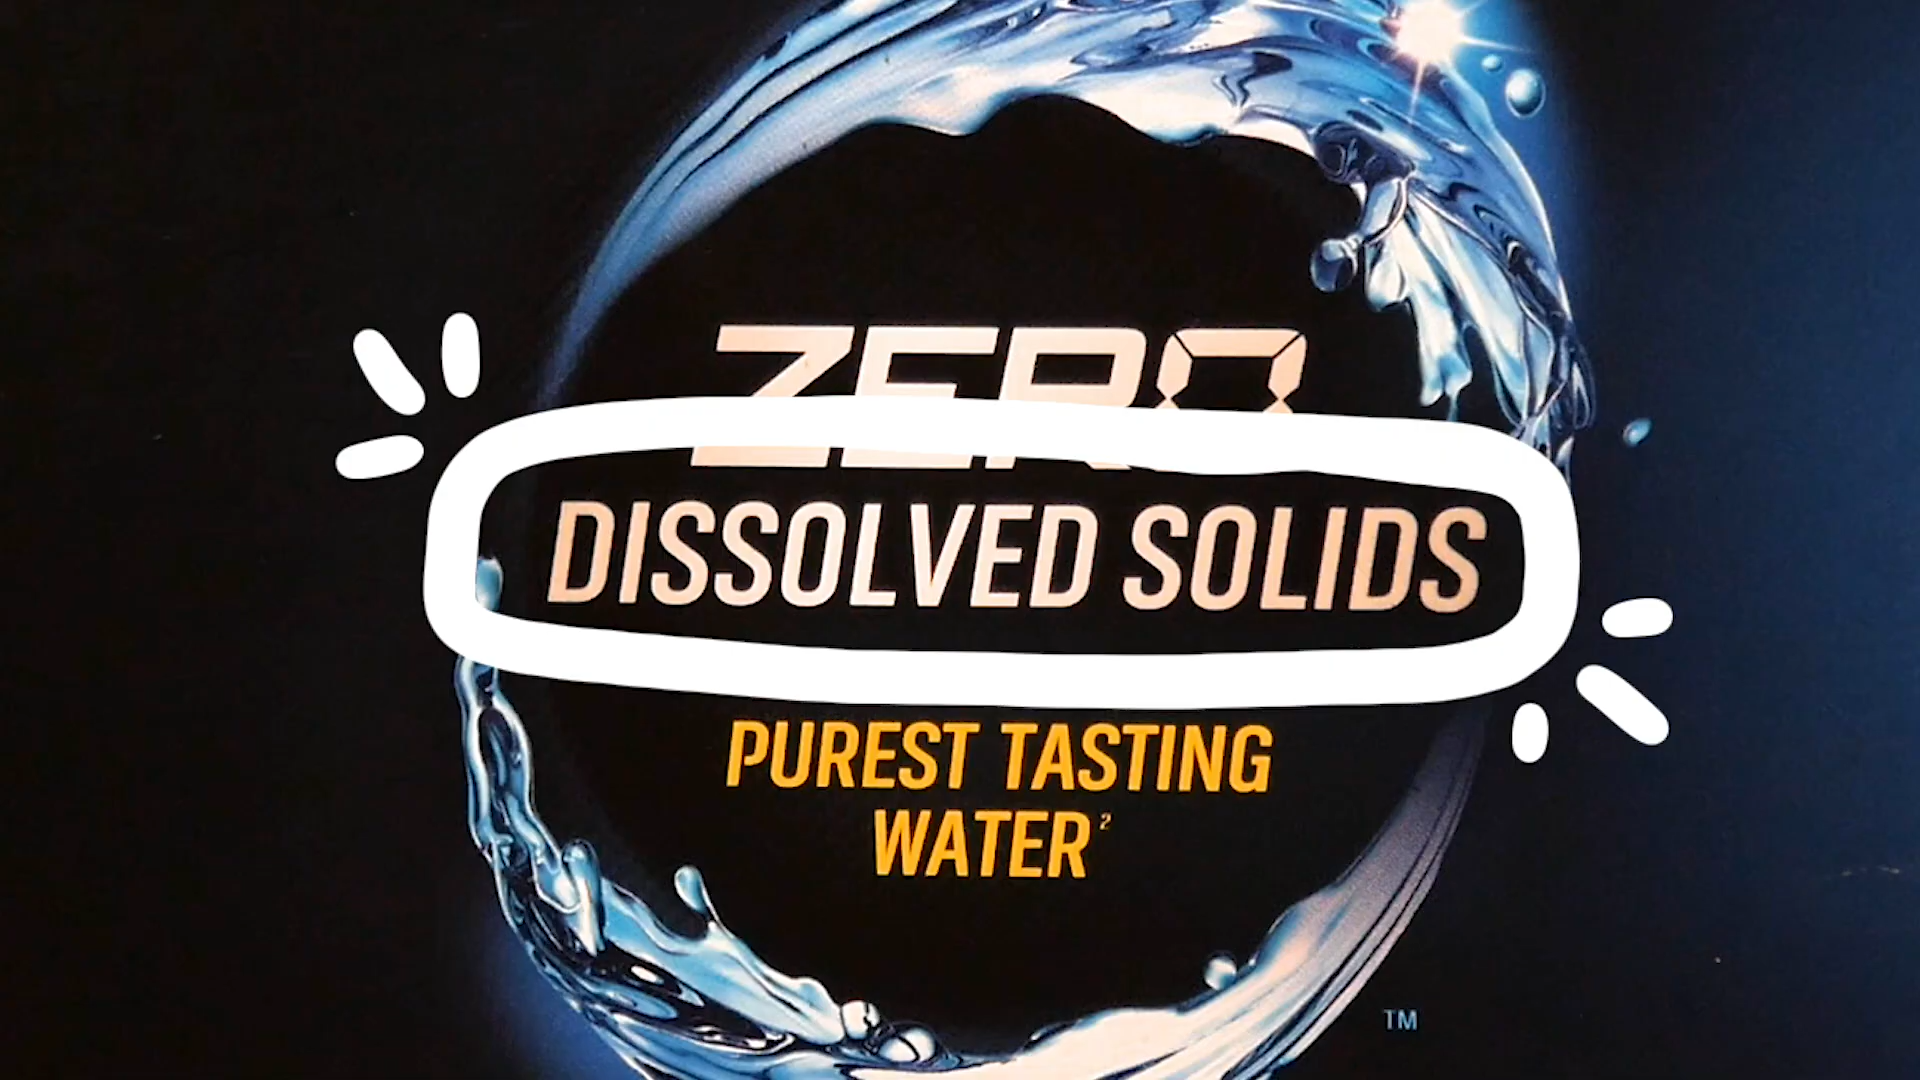 ZERO
DISSOLVED SOLIDS
PUREST TASTING
WATER²
TM